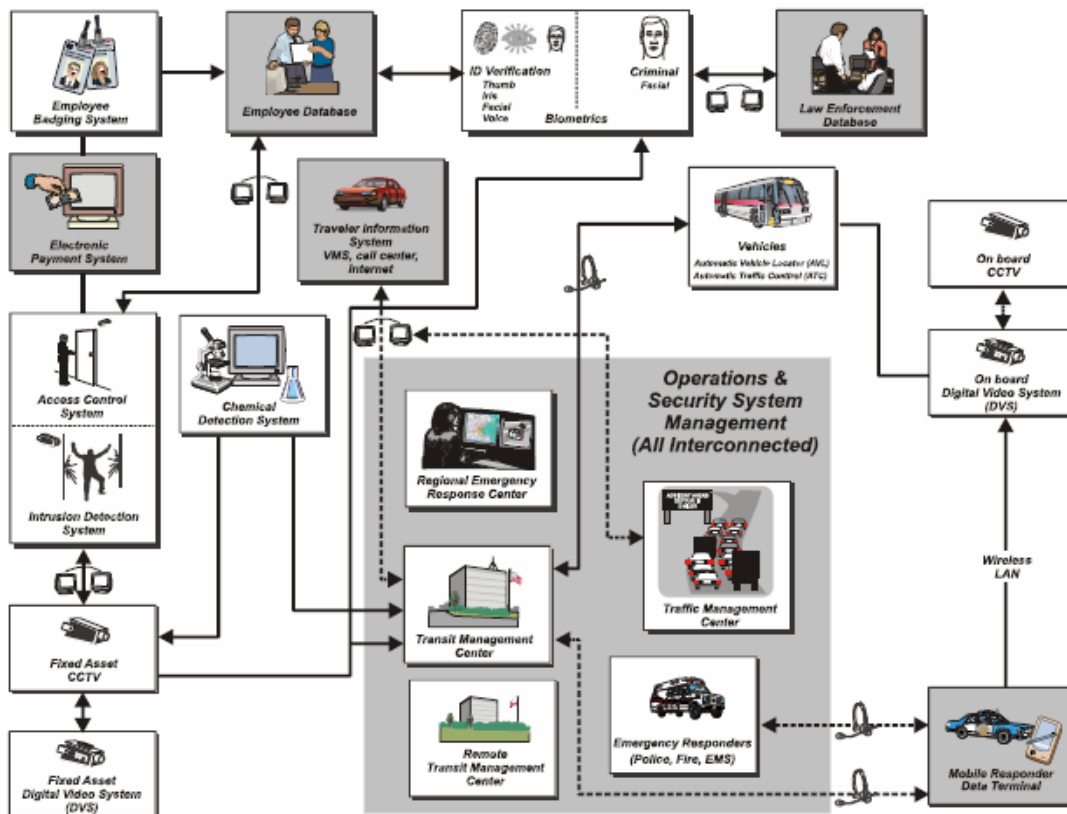 Employee
Badging System
Employee Database
ID Verification
Thumb
Iris
Facial
Voice
Criminal
Facial
Biometrics
Law Enforcement
Database
Electronic
Payment System
Traveler Information
System
VMS, call center,
internet
Vehicles
Automatic Vehicle Locator (AVL)
Automatic Traffic Control (ATC)
On board
CCTV
On board
Digital Video System
(DVS)
Access Control
System
Intrusion Detection
System
Chemical
Detection System
Operations &
Security System
Management
(All Interconnected)
Regional Emergency
Response Center
Traffic Management
Center
Transit Management
Center
Wireless
LAN
Fixed Asset
CCTV
Remote
Transit Management
Center
Emergency Responders
(Police, Fire, EMS)
Mobile Responder
Data Terminal
Fixed Asset
Digital Video System
(DVS)